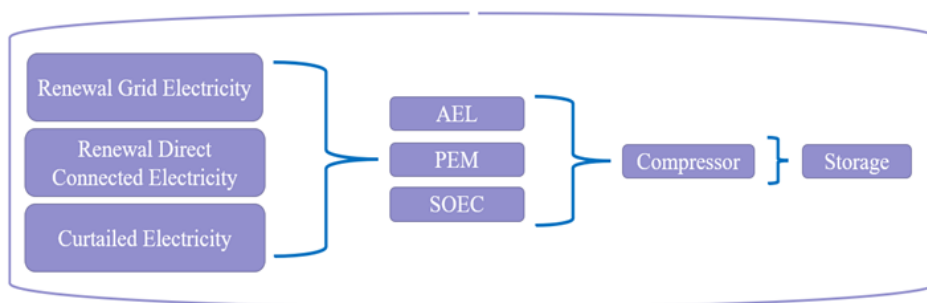 Renewal Grid Electricity
Renewal Direct
Connected Electricity
Curtailed Electricity
AEL
PEM
SOEC
Compressor
Storage